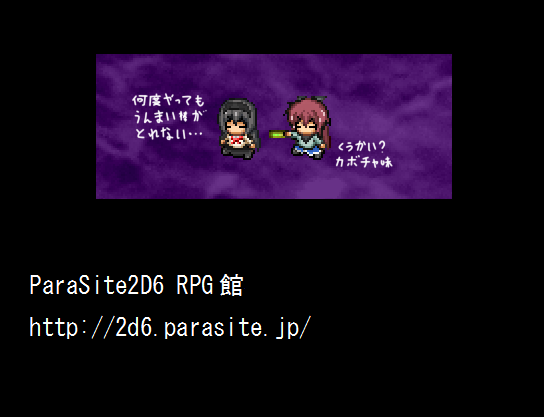 何度やっても
うんまい棒が
とれない…
くうかい?
カボチャ味
ParaSite2D6 RPG館
http://2d6.parasite.jp/